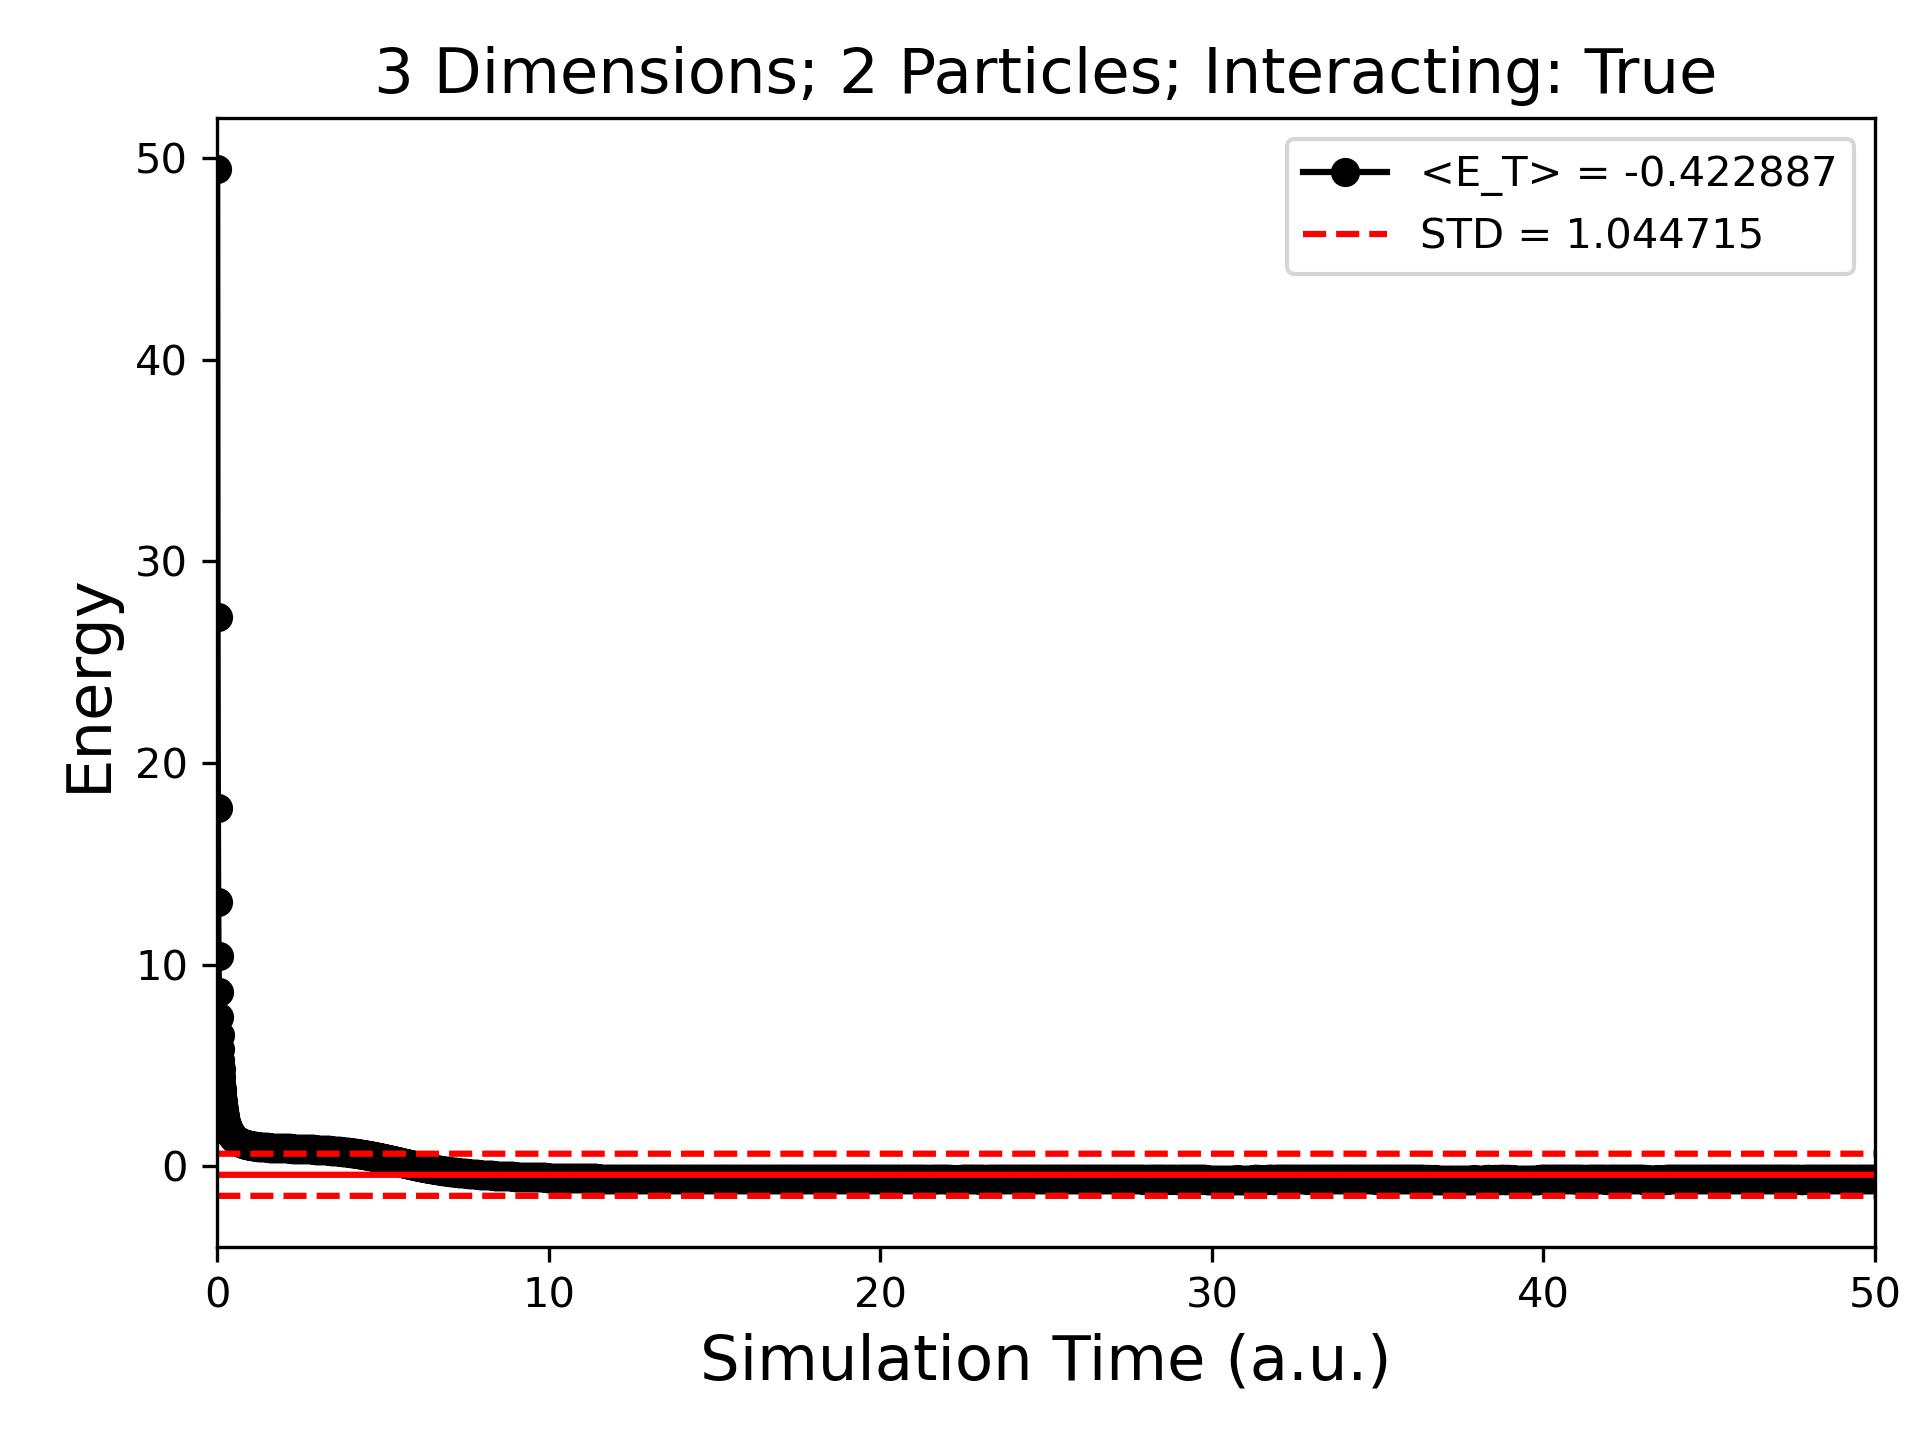 3 Dimensions; 2 Particles; Interacting: True
<E_T> = -0.422887
STD = 1.044715
Energy
50
40
30
20
10
0
0 10 20 30 40 50
Simulation Time (a.u.)